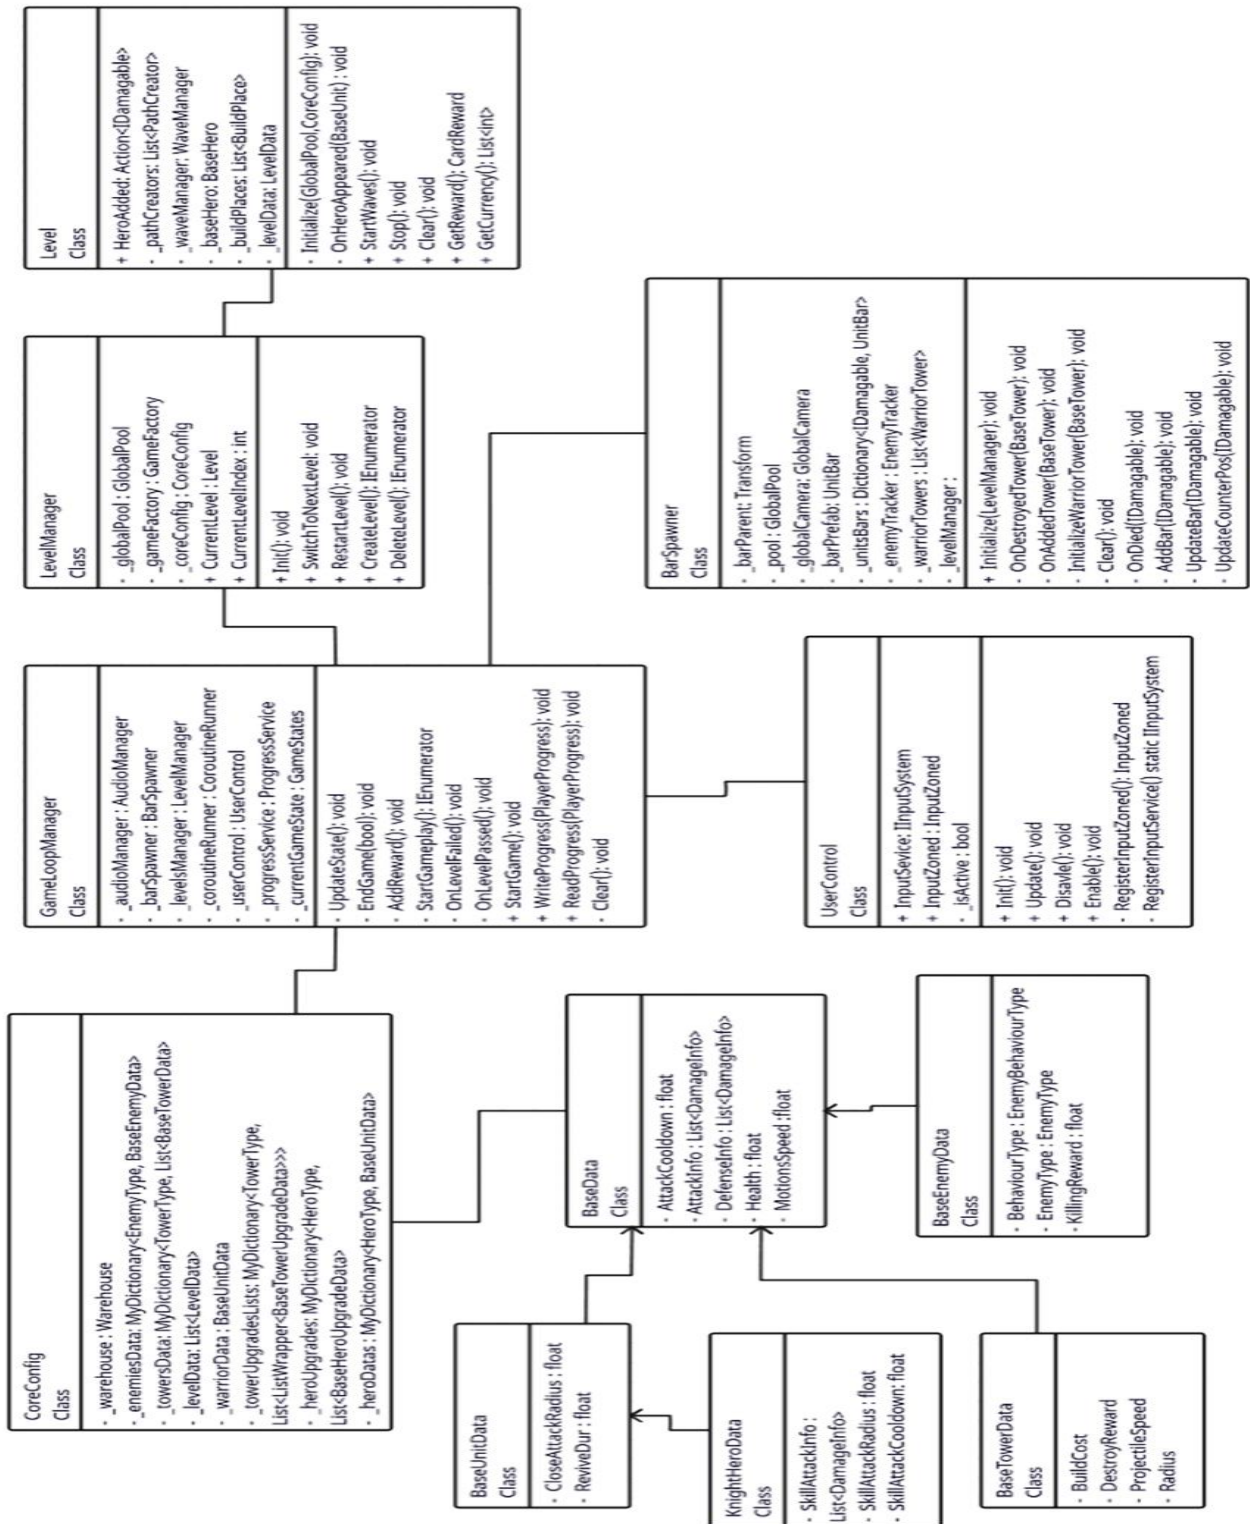 CoreConfig
Class
- _warehouse : Warehouse
- _enemiesData: MyDictionary<EnemyType, BaseEnemyData>
- _towersData: MyDictionary<TowerType, List<BaseTowerData>
- _levelData: List<LevelData>
- _warriorData : BaseUnitData
- _towerUpgradesLists: MyDictionary<TowerType,
List<ListWrapper<BaseTowerUpgradeData>>>
- _heroUpgrades: MyDictionary<HeroType,
List<BaseHeroUpgradeData>
- _heroDatas : MyDictionary<HeroType, BaseUnitData>
GameLoopManager
Class
- _audioManager : AudioManager
- _barSpawner : BarSpawner
- _levelsManager : LevelManager
- _coroutineRunner : CoroutineRunner
- _userControl : UserControl
- _progressService : ProgressService
- _currentGameState : GameStates
- UpdateState(): void
- EndGame(bool): void
- AddReward(): void
- StartGameplay(): IEnumerator
- OnLevelFailed(): void
- OnLevelPassed(): void
+ StartGame(): void
+ WriteProgress(PlayerProgress): void
+ ReadProgress(PlayerProgress): void
- Clear(): void
LevelManager
Class
- _globalPool : GlobalPool
- _gameFactory : GameFactory
- _coreConfig : CoreConfig
+ CurrentLevel : Level
+ CurrentLevelIndex : int
+ Init(): void
+ SwitchToNextLevel: void
+ RestartLevel(): void
+ CreateLevel(): IEnumerator
+ DeleteLevel(): IEnumerator
Level
Class
+ HeroAdded: Action<IDamagable>
- _pathCreators: List<PathCreator>
- _waveManager: WaveManager
- _baseHero: BaseHero
- _buildPlaces: List<BuildPlace>
- _levelData: LevelData
- Initialize(GlobalPool,CoreConfig): void
- OnHeroAppeared(BaseUnit) : void
+ StartWaves(): void
+ Stop(): void
+ Clear(): void
+ GetReward(): CardReward
+ GetCurrency(): List<int>
BaseUnitData
Class
- CloseAttackRadius : float
- ReviveDur : float
BaseData
Class
- AttackCooldown : float
- AttackInfo : List<DamageInfo>
- DefenseInfo : List<DamageInfo>
- Health : float
- MotionsSpeed :float
BarSpawner
Class
- _barParent: Transform
- _pool : GlobalPool
- _globalCamera: GlobalCamera
- _barPrefab: UnitBar
- _unitsBars : Dictionary<IDamagable, UnitBar>
- _enemyTracker : EnemyTracker
- _warriorTowers : List<WarriorTower>
- _levelManager :
+ Initialize(LevelManager): void
- OnDestroyedTower(BaseTower): void
- OnAddedTower(BaseTower): void
- InitializeWarriorTower(BaseTower): void
- Clear(): void
- OnDied(IDamagable): void
- AddBar(IDamagable): void
- UpdateBar(IDamagable): void
- UpdateCounterPos(IDamagable): void
KnightHeroData
Class
- SkillAttackInfo :
List<DamageInfo>
- SkillAttackRadius : float
- SkillAttackCooldown: float
UserControl
Class
+ InputSevice: IInputSystem
+ InputZoned : InputZoned
- _isActive : bool
+ Init(): void
+ Update(): void
+ Disavle(): void
+ Enable(): void
- RegisterInputZoned(): InputZoned
- RegisterInputService() static IInputSystem
BaseEnemyData
Class
- BehaviourType : EnemyBehaviourType
- EnemyType : EnemyType
- KillingReward : float
BaseTowerData
Class
- BuildCost
- DestroyReward
- ProjectileSpeed
- Radius